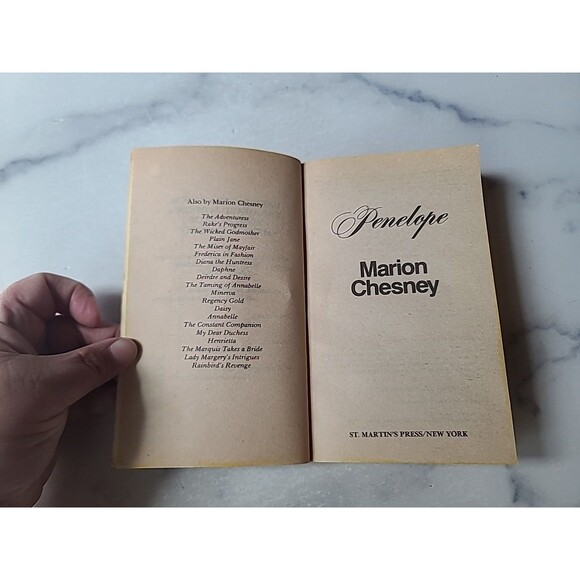 Also by Marion Chesney
The Adventuress
Rake's Progress
The Wicked Godmother
Plain Jane
The Miser of Mayfair
Frederica in Fashion
Diana the Huntress
Daphne
Deirdre and Desire
The Taming of Annabelle
Minerva
Regency Gold
Daisy
Annabelle
The Constant Companion
My Dear Duchess
Henrietta
The Marquis Takes a Bride
Lady Margery's Intrigues
Rainbird's Revenge
Penelope
Marion
Chesney
ST. MARTIN'S PRESS/NEW YORK